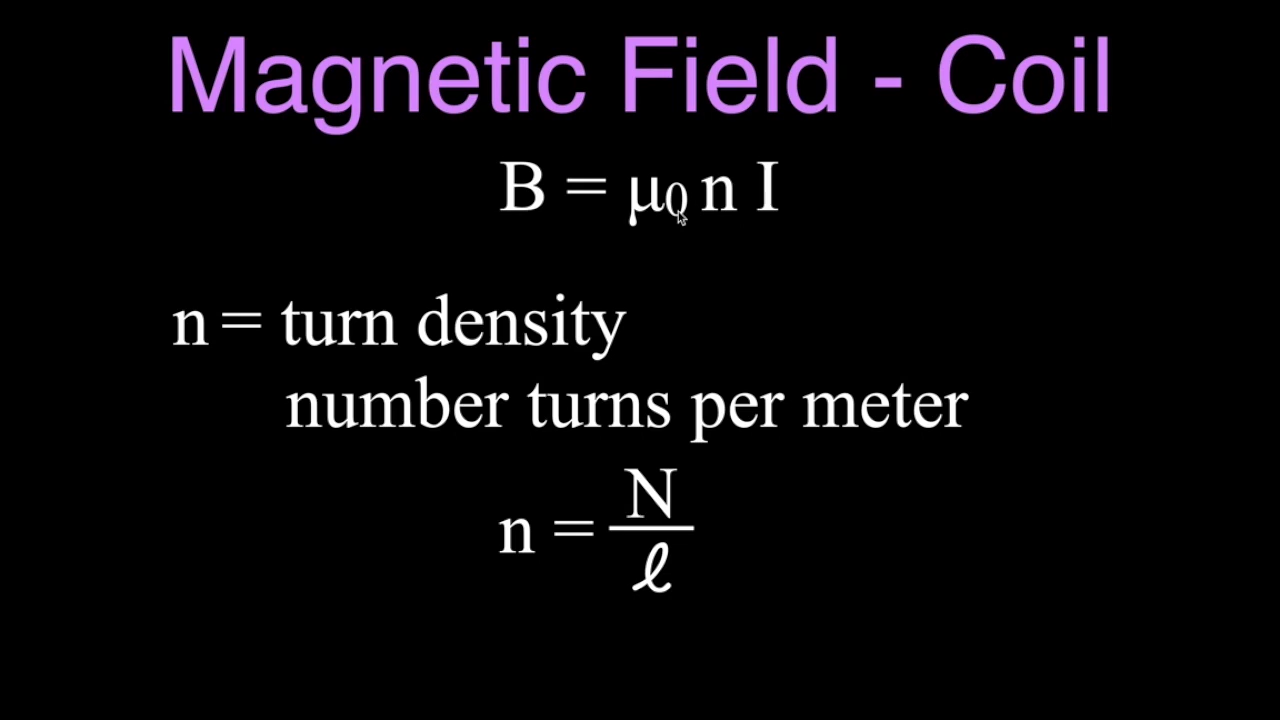 Magnetic Field - Coil
B = μ₀ n I
n = turn density
number turns per meter
n = N / ℓ